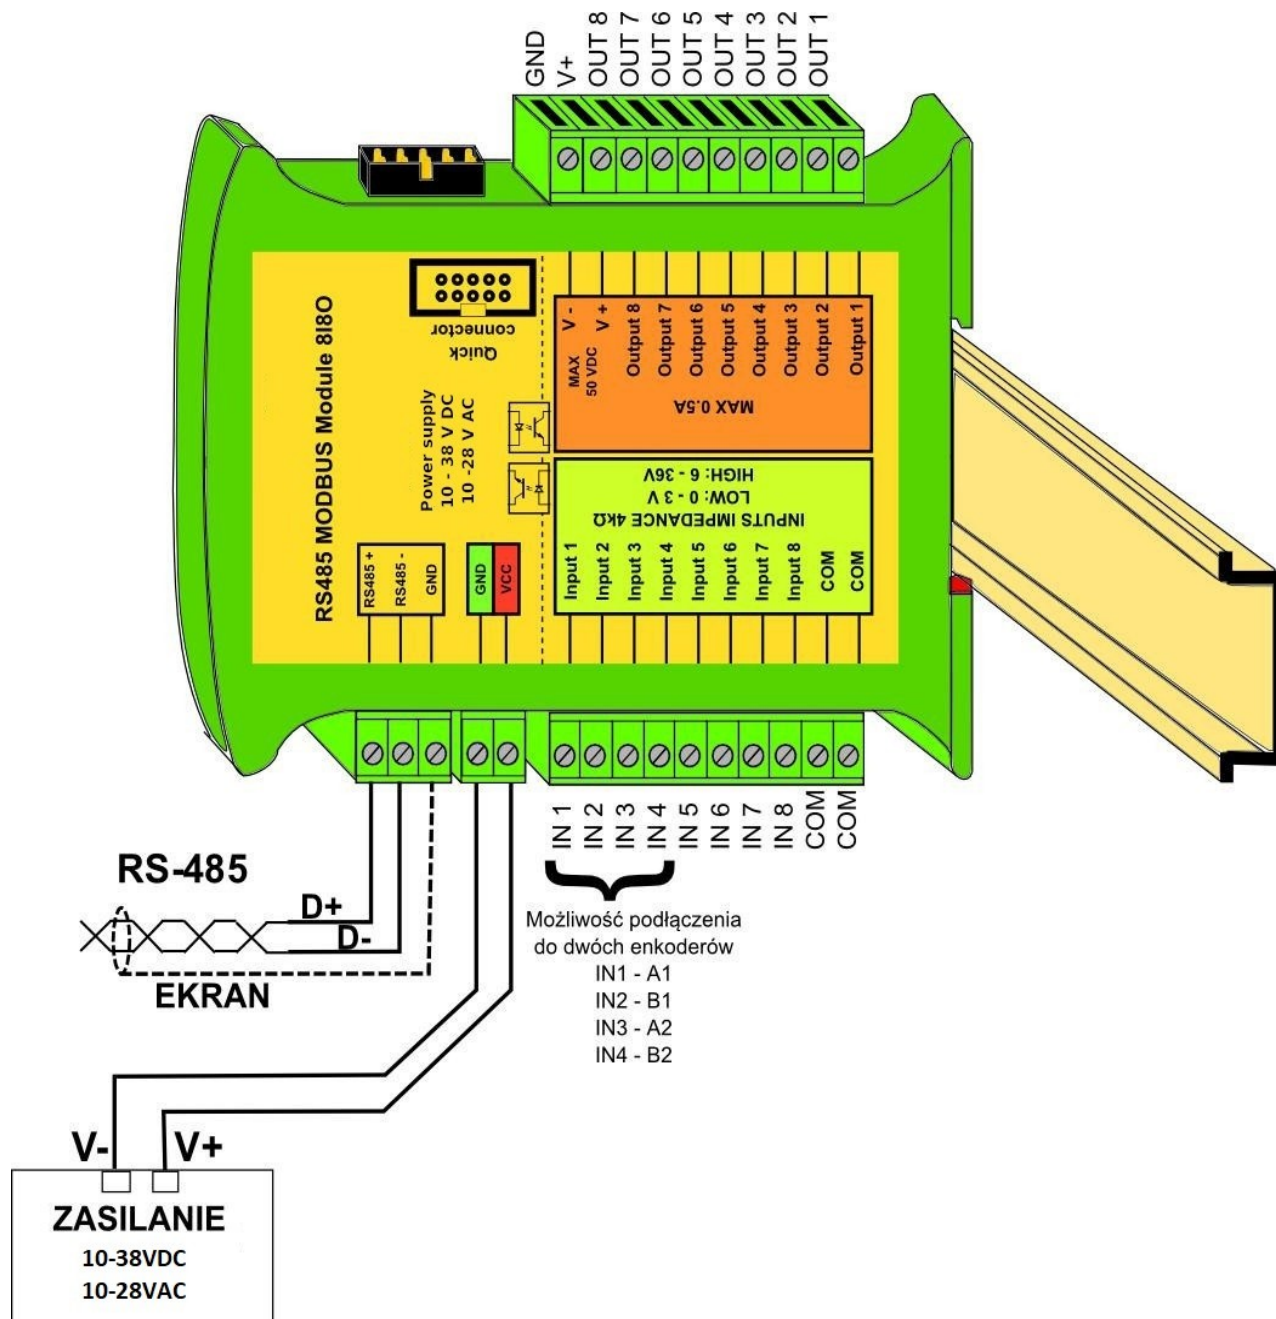 GND
V+
OUT 8
OUT 7
OUT 6
OUT 5
OUT 4
OUT 3
OUT 2
OUT 1
RS485 MODBUS Module 8I8O
Quick
connector
Power supply
10 - 38 V DC
10 -28 V AC
V -
V +
Output 8
Output 7
Output 6
Output 5
Output 4
Output 3
Output 2
Output 1
MAX
50 VDC
MAX 0.5A
HIGH: 6 - 36V
LOW: 0 - 3 V
INPUTS IMPEDANCE 4kΩ
Input 1
Input 2
Input 3
Input 4
Input 5
Input 6
Input 7
Input 8
COM
COM
RS485 +
RS485 -
GND
GND
VCC
IN 1
IN 2
IN 3
IN 4
IN 5
IN 6
IN 7
IN 8
COM
COM
RS-485
D+
D-
EKRAN
Możliwość podłączenia
do dwóch enkoderów
IN1 - A1
IN2 - B1
IN3 - A2
IN4 - B2
V-
V+
ZASILANIE
10-38VDC
10-28VAC